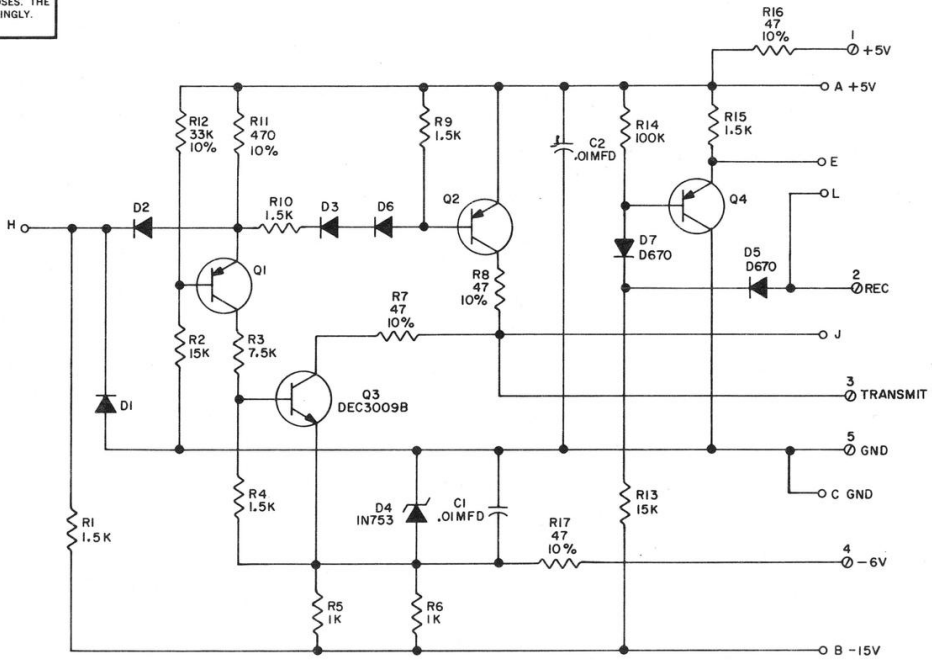 OSES. THE
INGLY.
R16
47
10%
1
+5V
A +5V
R12
33K
10%
R11
470
10%
R9
1.5K
C2
.01MFD
R14
100K
R15
1.5K
E
L
H
D2
R10
1.5K
D3
D6
Q2
Q4
D7
D670
D5
D670
2
REC
Q1
R8
47
10%
R7
47
10%
J
R2
15K
R3
7.5K
Q3
DEC3009B
3
TRANSMIT
D1
5
GND
C GND
R1
1.5K
R4
1.5K
D4
IN753
C1
.01MFD
R17
47
10%
R13
15K
4
-6V
R5
1K
R6
1K
B -15V